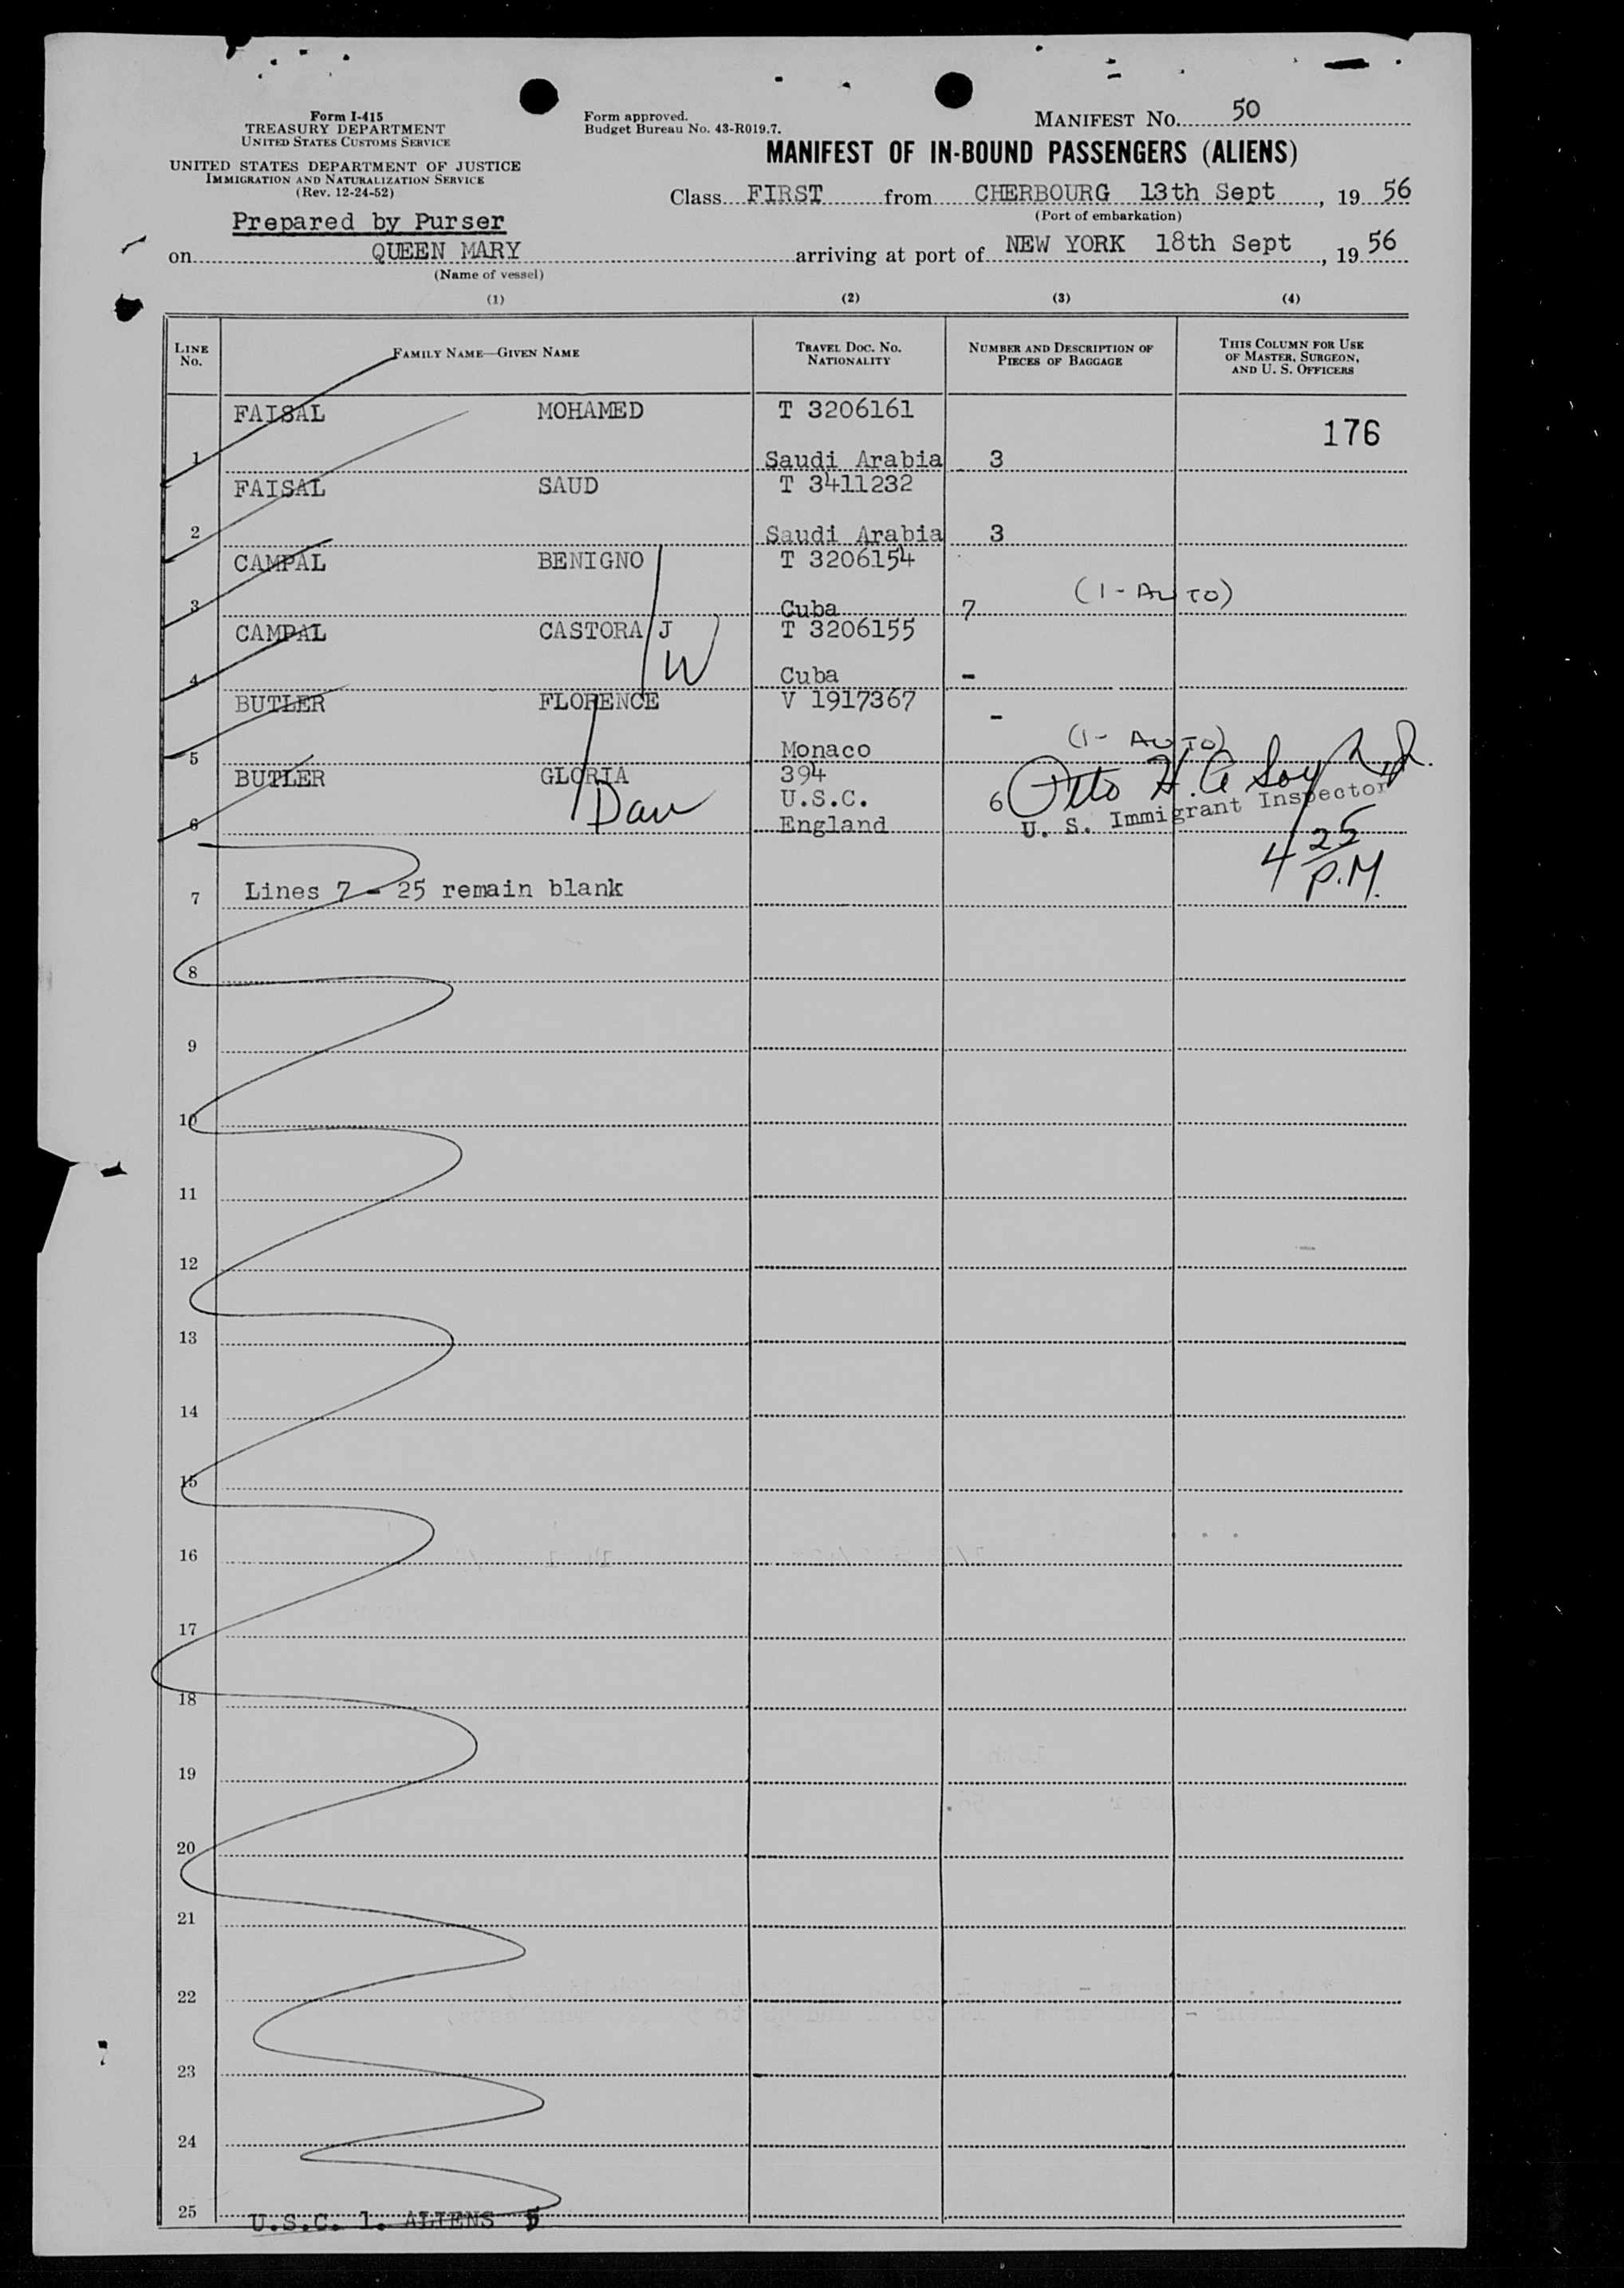 Form I-415
TREASURY DEPARTMENT
UNITED STATES CUSTOMS SERVICE
UNITED STATES DEPARTMENT OF JUSTICE
IMMIGRATION AND NATURALIZATION SERVICE
(Rev. 12-24-52)
Form approved.
Budget Bureau No. 43-R019.7.
MANIFEST NO. 50
MANIFEST OF IN-BOUND PASSENGERS (ALIENS)
Class FIRST from CHERBOURG 13th Sept, 19 56
(Port of embarkation)
Prepared by Purser
on QUEEN MARY arriving at port of NEW YORK 18th Sept, 19 56
(Name of vessel)
(1) (2) (3) (4)
LINE NO. FAMILY NAME—GIVEN NAME TRAVEL DOC. NO. NATIONALITY NUMBER AND DESCRIPTION OF PIECES OF BAGGAGE THIS COLUMN FOR USE OF MASTER, SURGEON, AND U. S. OFFICERS
FAISAL MOHAMED T 3206161
176
1 Saudi Arabia 3
FAISAL SAUD T 3411232
2 Saudi Arabia 3
CAMPAL BENIGNO T 3206154
3 Cuba 7 (1-AUTO)
CAMPAL CASTORA J T 3206155
W
4 Cuba -
BUTLER FLORENCE V 1917367 -
5 Monaco (1-AUTO)
BUTLER GLORIA 394
U.S.C. 6 Otto H.
6 England U. S. Immigrant Inspector
4 25 P.M.
7 Lines 7 - 25 remain blank
8
9
10
11
12
13
14
15
16
17
18
19
20
21
22
23
24
25
U.S.C. 1. ALIENS 5